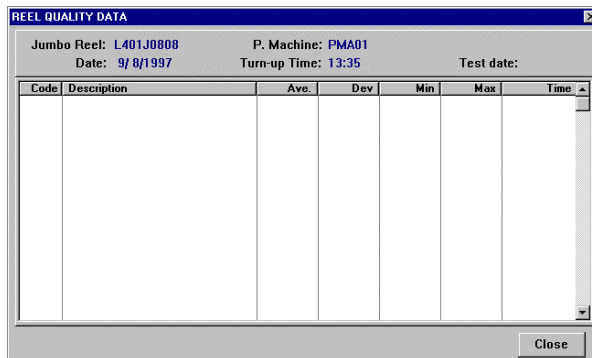 REEL QUALITY DATA
Jumbo Reel: L401J0808 P. Machine: PMA01
Date: 9/ 8/1997 Turn-up Time: 13:35 Test date:
Code Description Ave. Dev Min Max Time
Close